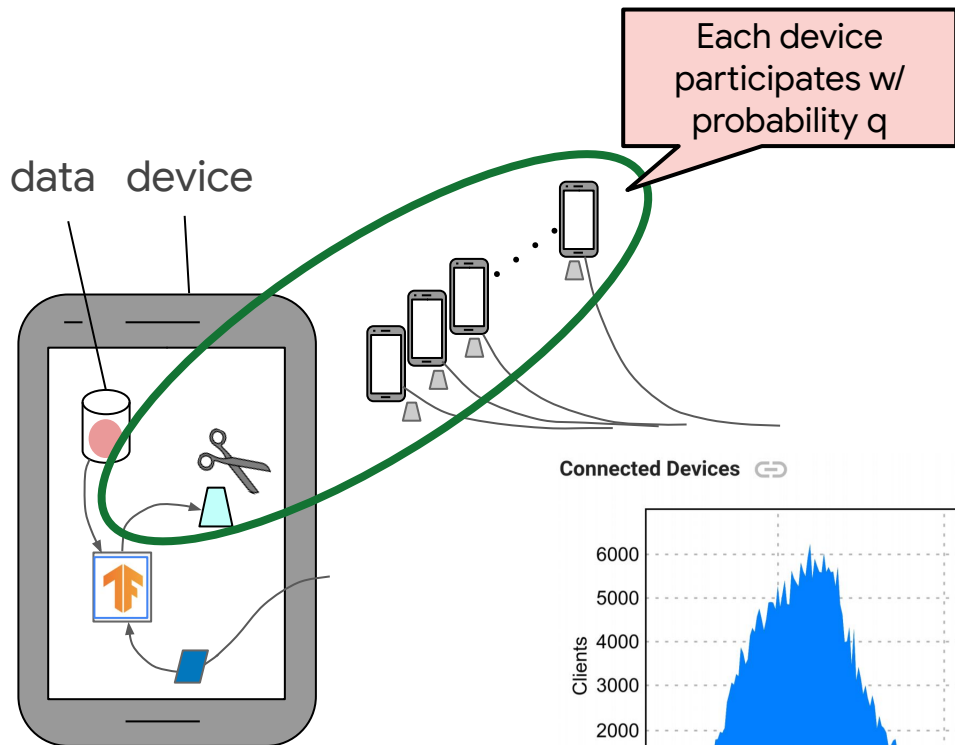 Each device
participates w/
probability q
data device
Connected Devices
6000
5000
4000
3000
2000
Clients